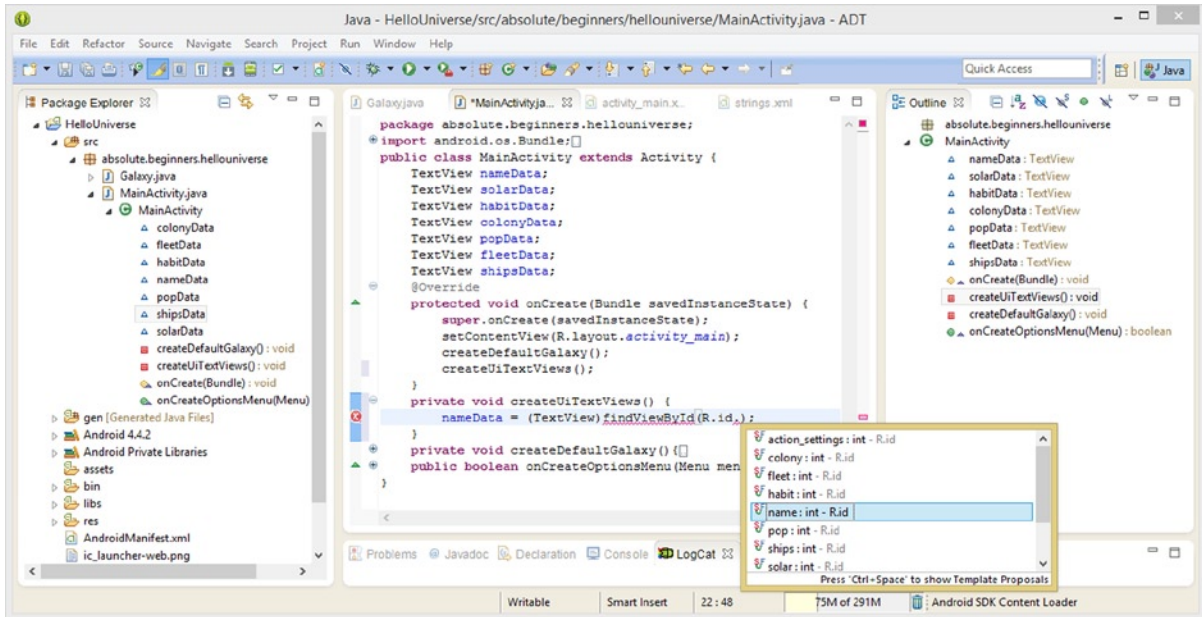 Java - HelloUniverse/src/absolute/beginners/hellouniverse/MainActivity.java - ADT
File Edit Refactor Source Navigate Search Project Run Window Help
Quick Access
Java
Package Explorer
HelloUniverse
src
absolute.beginners.hellouniverse
Galaxy.java
MainActivity.java
MainActivity
colonyData
fleetData
habitData
nameData
popData
shipsData
solarData
createDefaultGalaxy() : void
createUiTextViews() : void
onCreate(Bundle) : void
onCreateOptionsMenu(Menu)
gen [Generated Java Files]
Android 4.4.2
Android Private Libraries
assets
bin
libs
res
AndroidManifest.xml
ic_launcher-web.png
Galaxy.java *MainActivity.ja... activity_main.x... strings.xml
package absolute.beginners.hellouniverse;
import android.os.Bundle;
public class MainActivity extends Activity {
TextView nameData;
TextView solarData;
TextView habitData;
TextView colonyData;
TextView popData;
TextView fleetData;
TextView shipsData;
@Override
protected void onCreate(Bundle savedInstanceState) {
super.onCreate(savedInstanceState);
setContentView(R.layout.activity_main);
createDefaultGalaxy();
createUiTextViews();
}
private void createUiTextViews() {
nameData = (TextView)findViewById(R.id.);
}
private void createDefaultGalaxy(){
public boolean onCreateOptionsMenu(Menu men
}
action_settings : int - R.id
colony : int - R.id
fleet : int - R.id
habit : int - R.id
name : int - R.id
pop : int - R.id
ships : int - R.id
solar : int - R.id
Press 'Ctrl+Space' to show Template Proposals
Problems @ Javadoc Declaration Console LogCat
Outline
absolute.beginners.hellouniverse
MainActivity
nameData : TextView
solarData : TextView
habitData : TextView
colonyData : TextView
popData : TextView
fleetData : TextView
shipsData : TextView
onCreate(Bundle) : void
createUiTextViews() : void
createDefaultGalaxy() : void
onCreateOptionsMenu(Menu) : boolean
Writable Smart Insert 22 : 48 75M of 291M Android SDK Content Loader